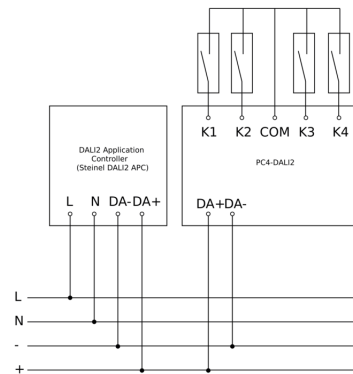 K1 K2 COM K3 K4
DALI2 Application
Controller
(Steinel DALI2 APC)
PC4-DALI2
L N DA- DA+
DA+ DA-
L
N
-
+